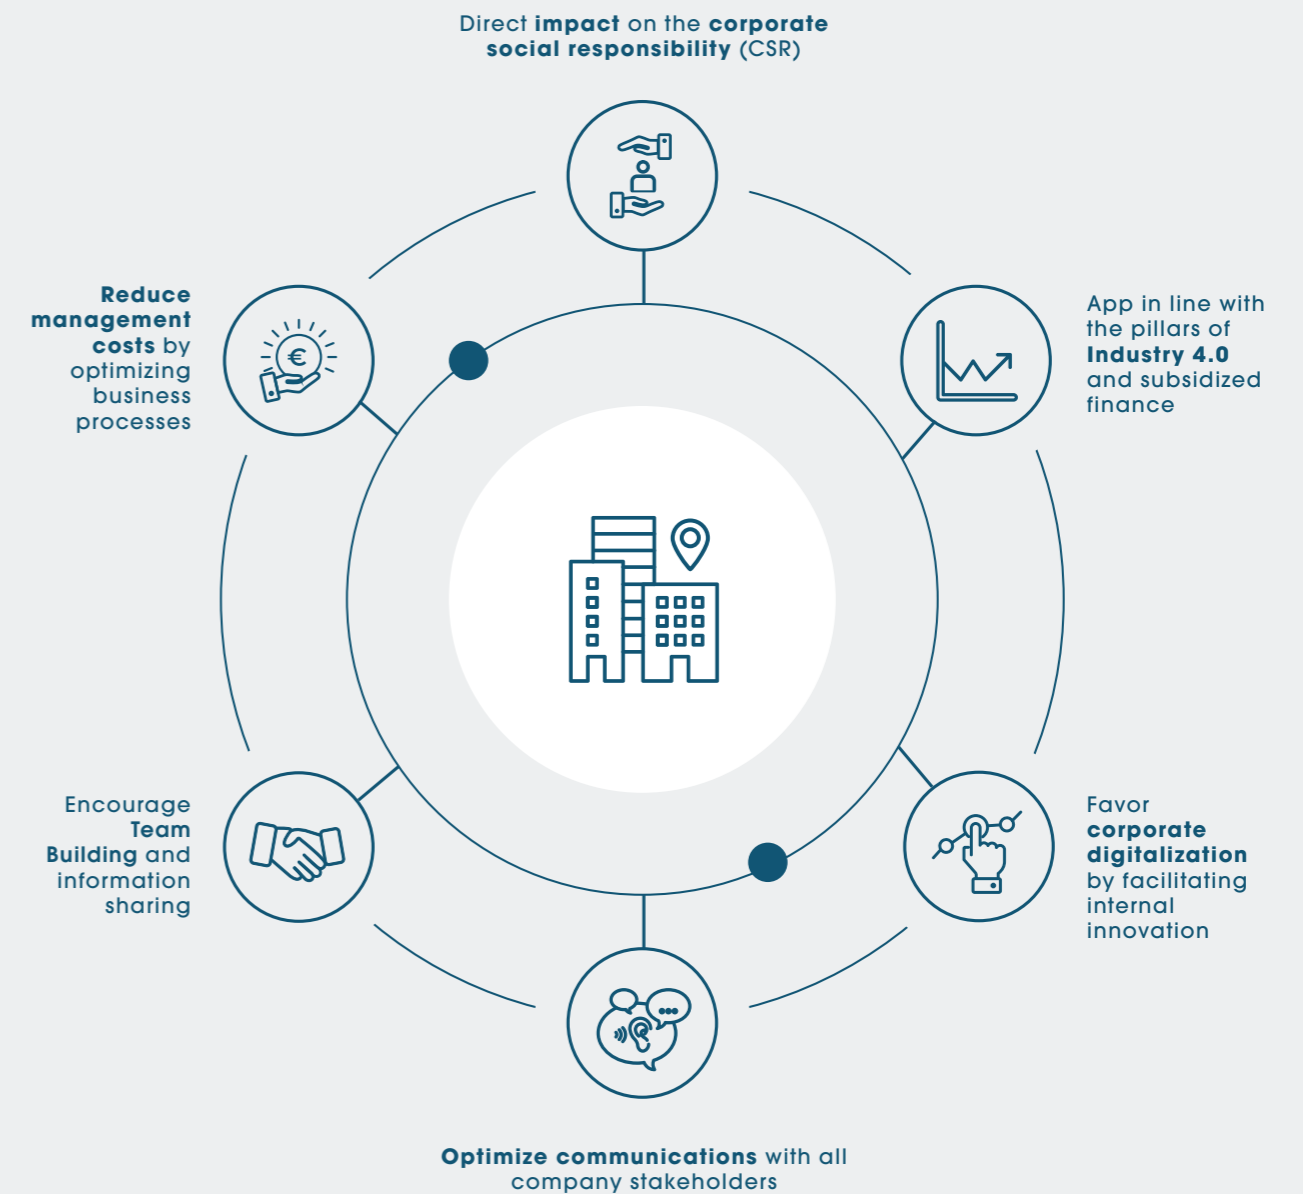 Direct impact on the corporate
social responsibility (CSR)
Reduce
management
costs by
optimizing
business
processes
€
App in line with
the pillars of
Industry 4.0
and subsidized
finance
Encourage
Team
Building and
information
sharing
Favor
corporate
digitalization
by facilitating
internal
innovation
Optimize communications with all
company stakeholders